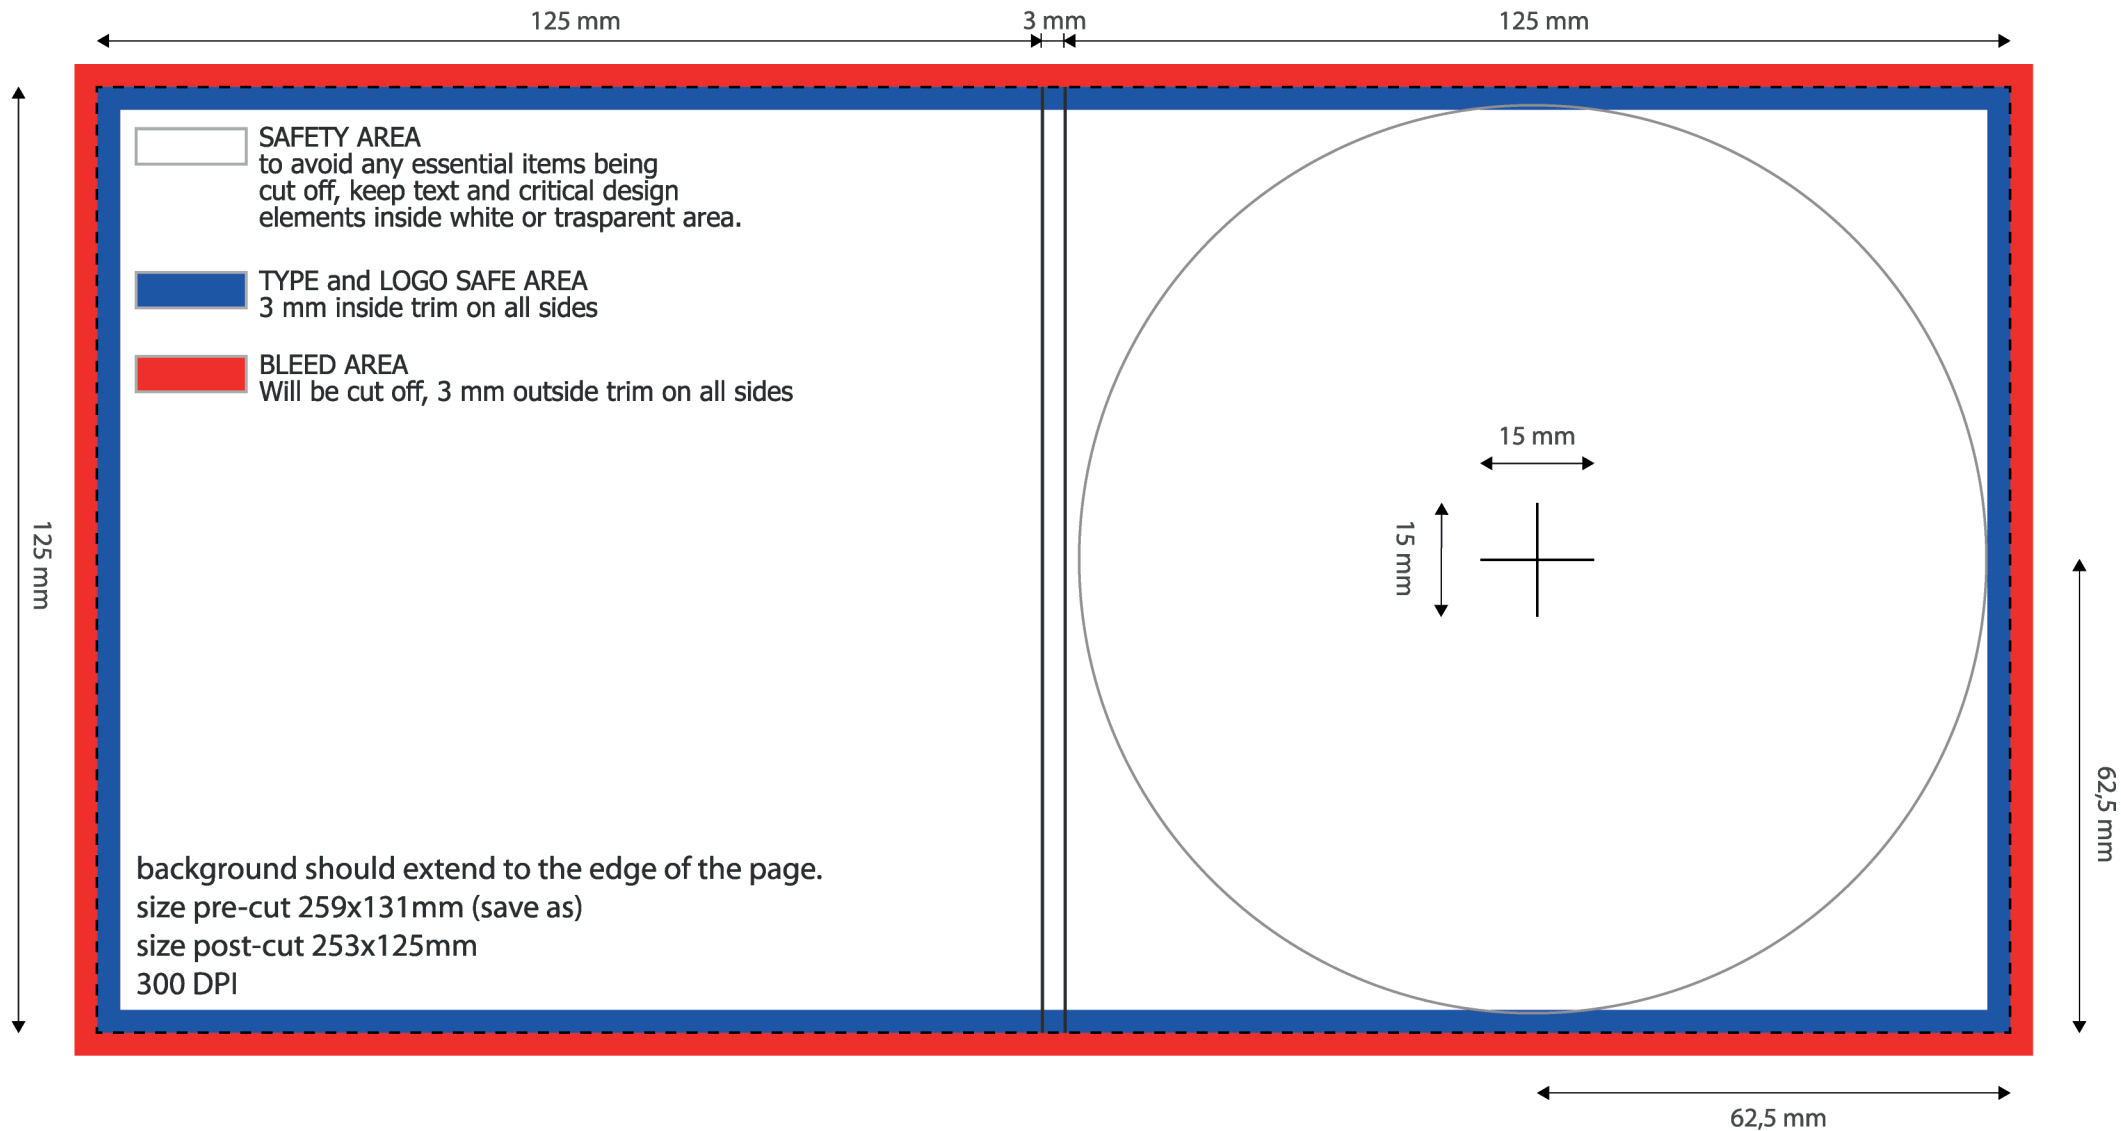 125 mm
3 mm
125 mm
SAFETY AREA
to avoid any essential items being
cut off, keep text and critical design
elements inside white or trasparent area.
TYPE and LOGO SAFE AREA
3 mm inside trim on all sides
BLEED AREA
Will be cut off, 3 mm outside trim on all sides
15 mm
15 mm
125 mm
62,5 mm
background should extend to the edge of the page.
size pre-cut 259x131mm (save as)
size post-cut 253x125mm
300 DPI
62,5 mm